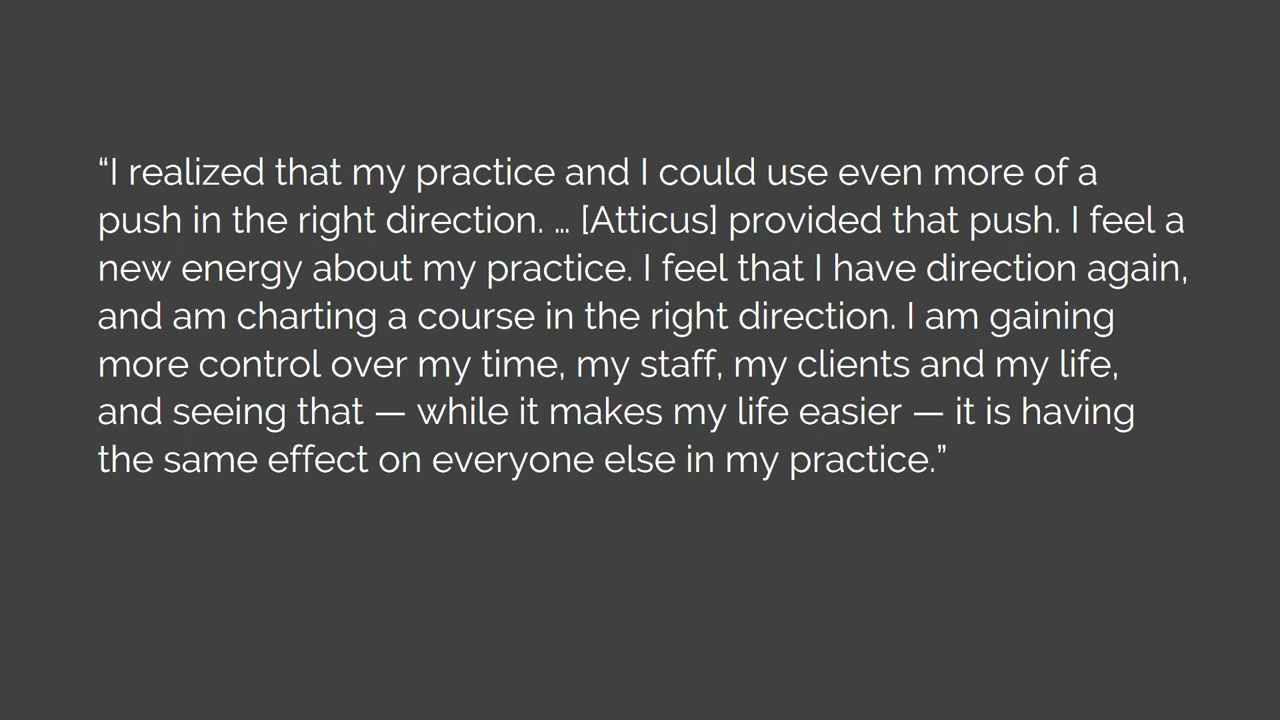 “I realized that my practice and I could use even more of a
push in the right direction. … [Atticus] provided that push. I feel a
new energy about my practice. I feel that I have direction again,
and am charting a course in the right direction. I am gaining
more control over my time, my staff, my clients and my life,
and seeing that — while it makes my life easier — it is having
the same effect on everyone else in my practice.”